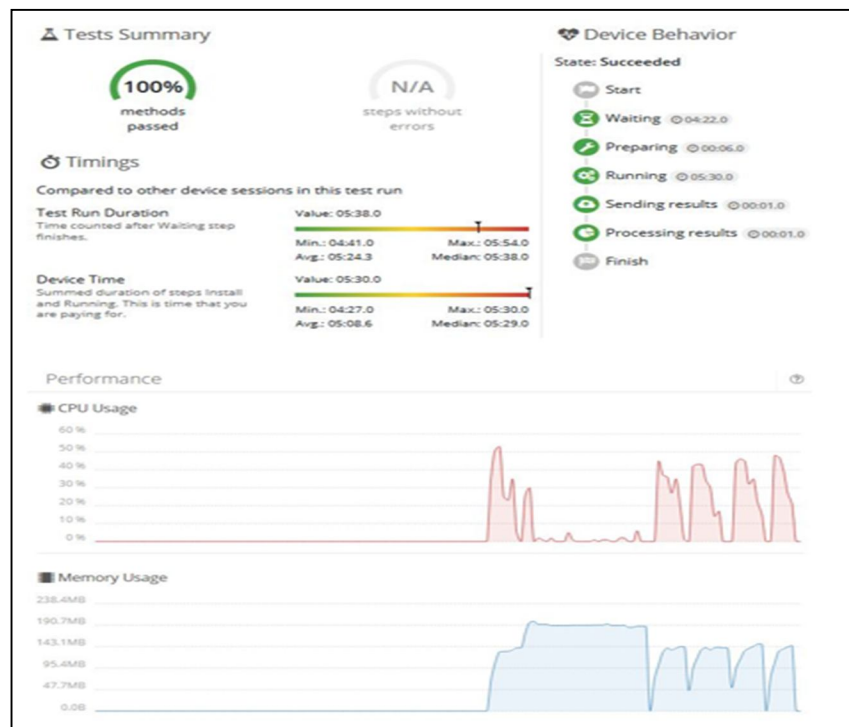 Tests Summary
100%
methods
passed
N/A
steps without
errors
Timings
Compared to other device sessions in this test run
Test Run Duration
Time counted after Waiting step
finishes.
Value: 05:38.0
Min.: 04:41.0 Max.: 05:54.0
Avg.: 05:24.3 Median: 05:38.0
Device Time
Summed duration of steps Install
and Running. This is time that you
are paying for.
Value: 05:30.0
Min.: 04:27.0 Max.: 05:30.0
Avg.: 05:08.6 Median: 05:29.0
Device Behavior
State: Succeeded
Start
Waiting 04:22.0
Preparing 00:06.0
Running 05:30.0
Sending results 00:01.0
Processing results 00:01.0
Finish
Performance
?
CPU Usage
60 %
50 %
40 %
30 %
20 %
10 %
0 %
Memory Usage
238.4MB
190.7MB
143.1MB
95.4MB
47.7MB
0.0B